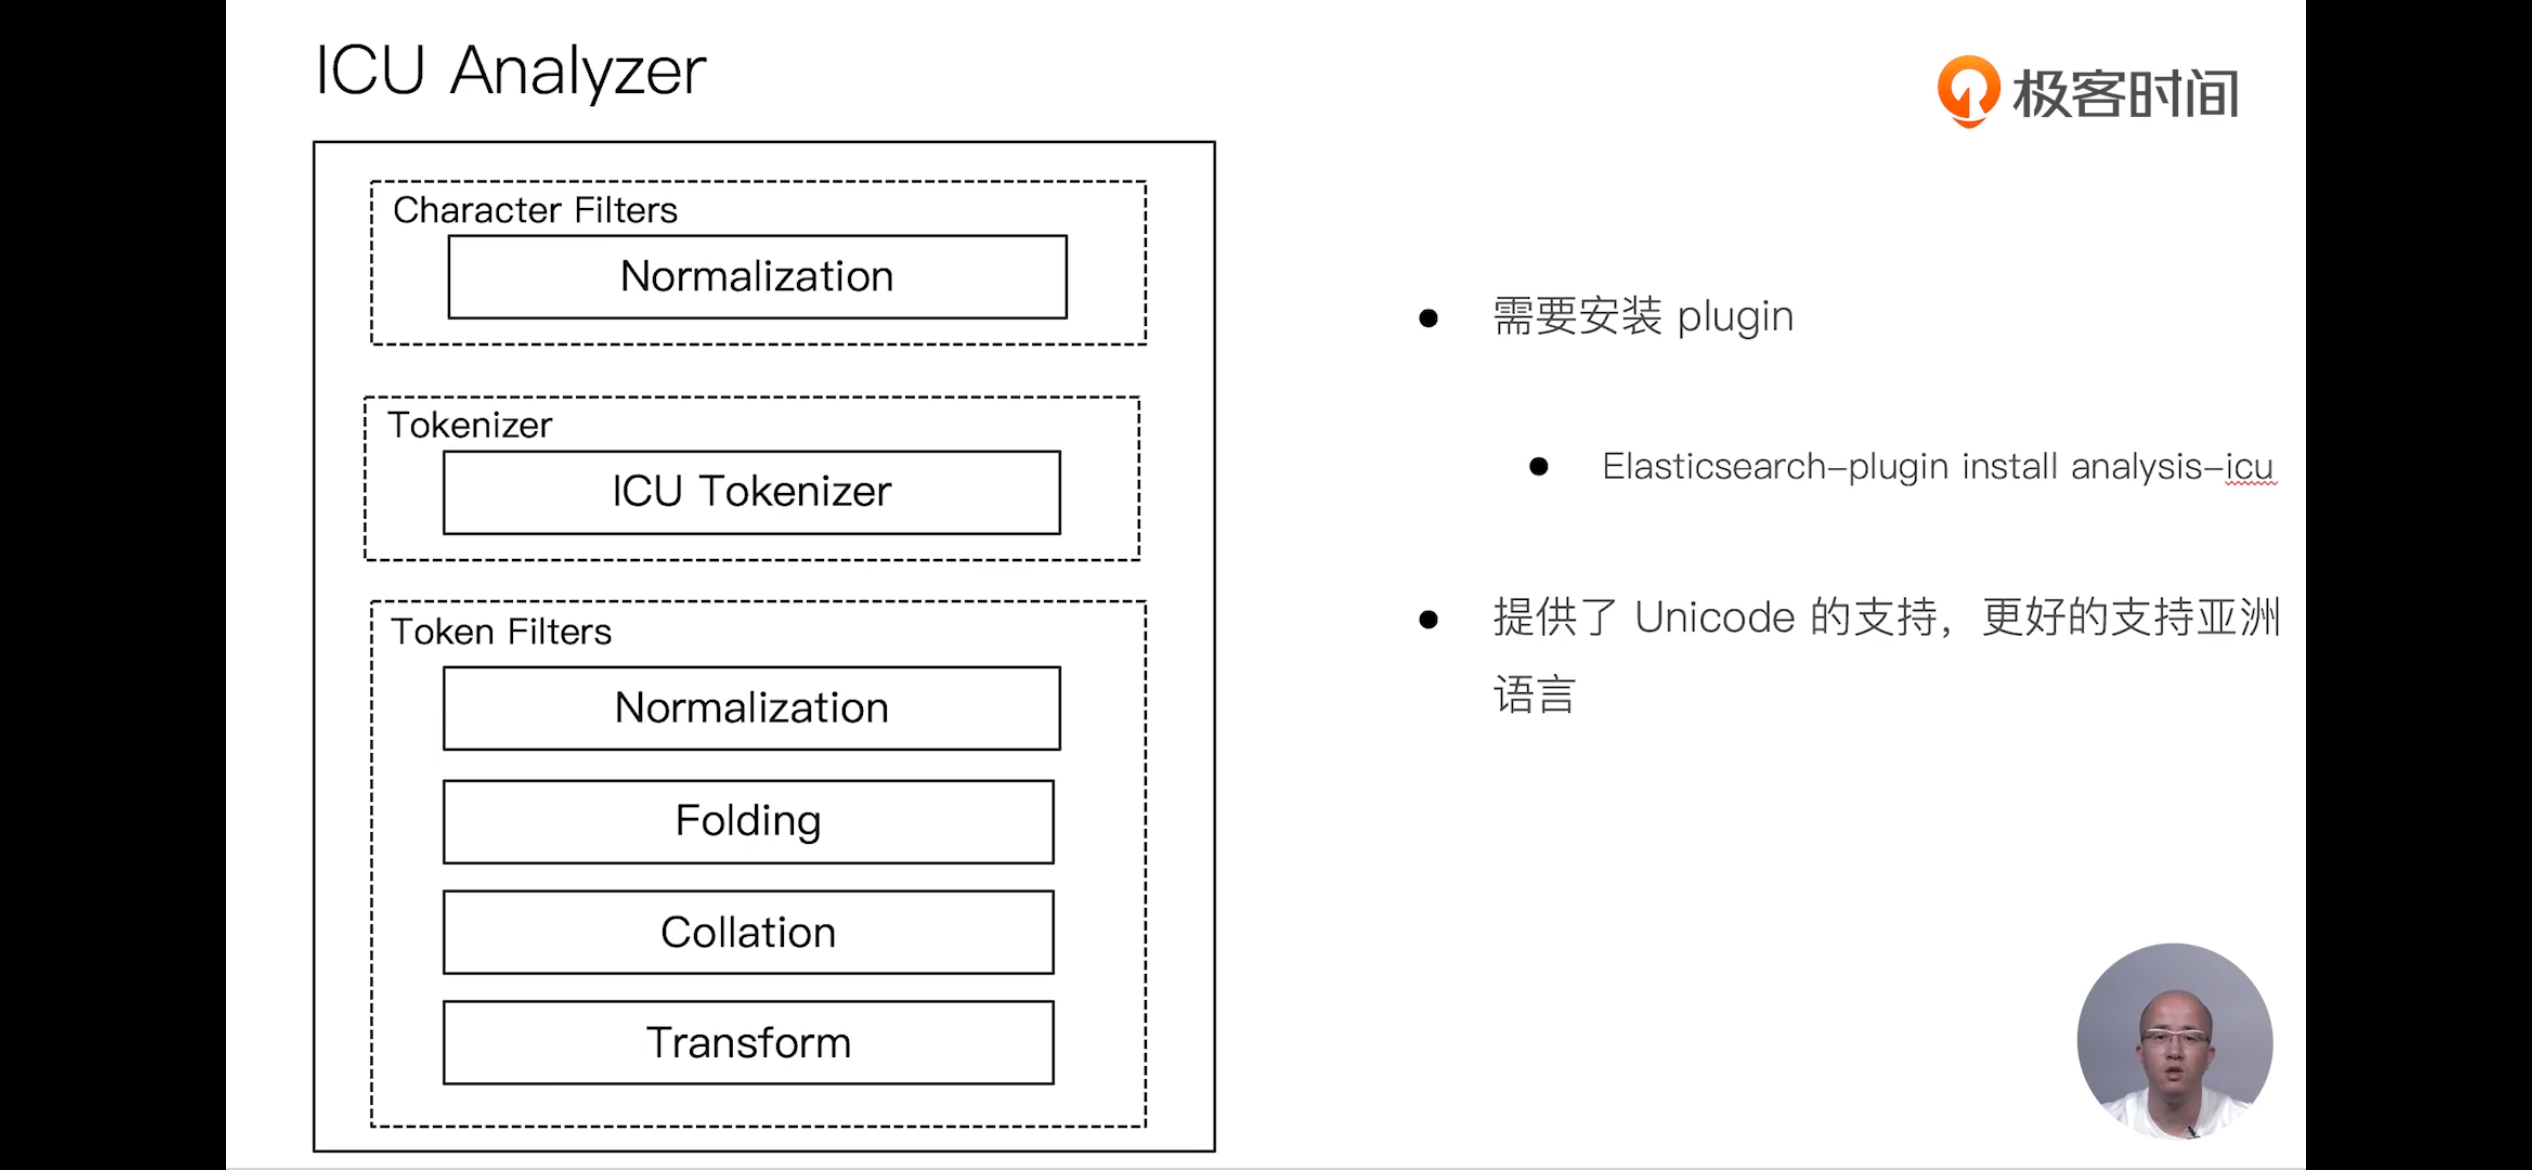 ICU Analyzer
极客时间
Character Filters
Normalization
Tokenizer
ICU Tokenizer
Token Filters
Normalization
Folding
Collation
Transform
需要安装 plugin
Elasticsearch–plugin install analysis–icu
提供了 Unicode 的支持，更好的支持亚洲
语言